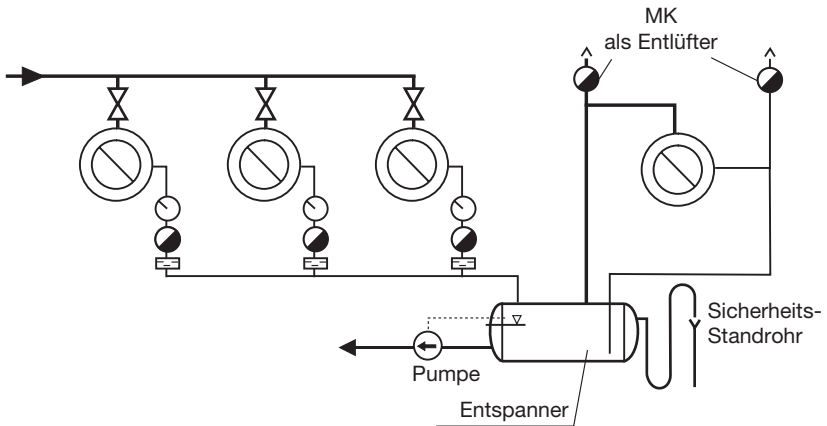 MK
als Entlüfter
Sicherheits-
Standrohr
Pumpe
Entspanner